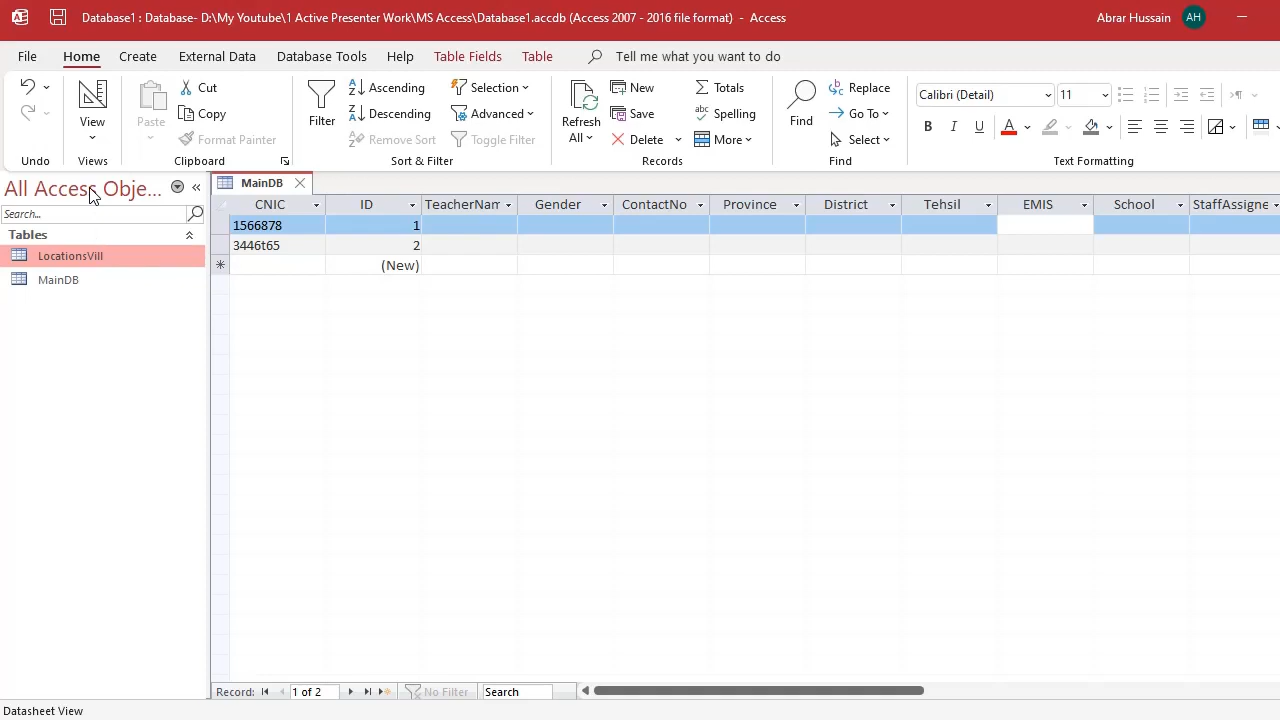 Database1 : Database- D:\My Youtube\1 Active Presenter Work\MS Access\Database1.accdb (Access 2007 - 2016 file format) - Access
Abrar Hussain AH
File Home Create External Data Database Tools Help Table Fields Table Tell me what you want to do
View
Paste
Cut
Copy
Format Painter
Filter
Ascending
Descending
Remove Sort
Selection
Advanced
Toggle Filter
Refresh
All
New
Save
Delete
Totals
Spelling
More
Find
Replace
Go To
Select
Calibri (Detail) 11
B I U A
Undo Views Clipboard Sort & Filter Records Find Text Formatting
All Access Obje...
Search...
Tables
LocationsVill
MainDB
MainDB
CNIC ID TeacherNam Gender ContactNo Province District Tehsil EMIS School StaffAssigne
1566878 1
3446t65 2
(New)
Record: 1 of 2 No Filter Search
Datasheet View